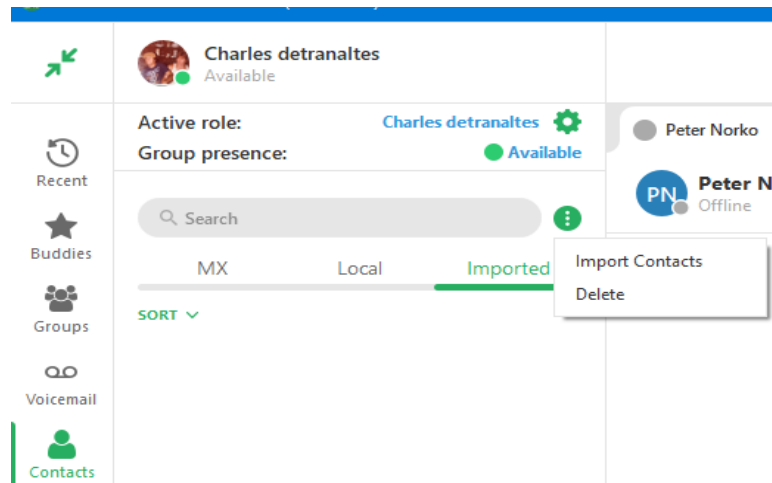 Charles detranaltes
Available
Active role: Charles detranaltes
Group presence: Available
Recent
Buddies
Groups
Voicemail
Contacts
Search
MX Local Imported
SORT
Import Contacts
Delete
Peter Norko
PN Peter N
Offline